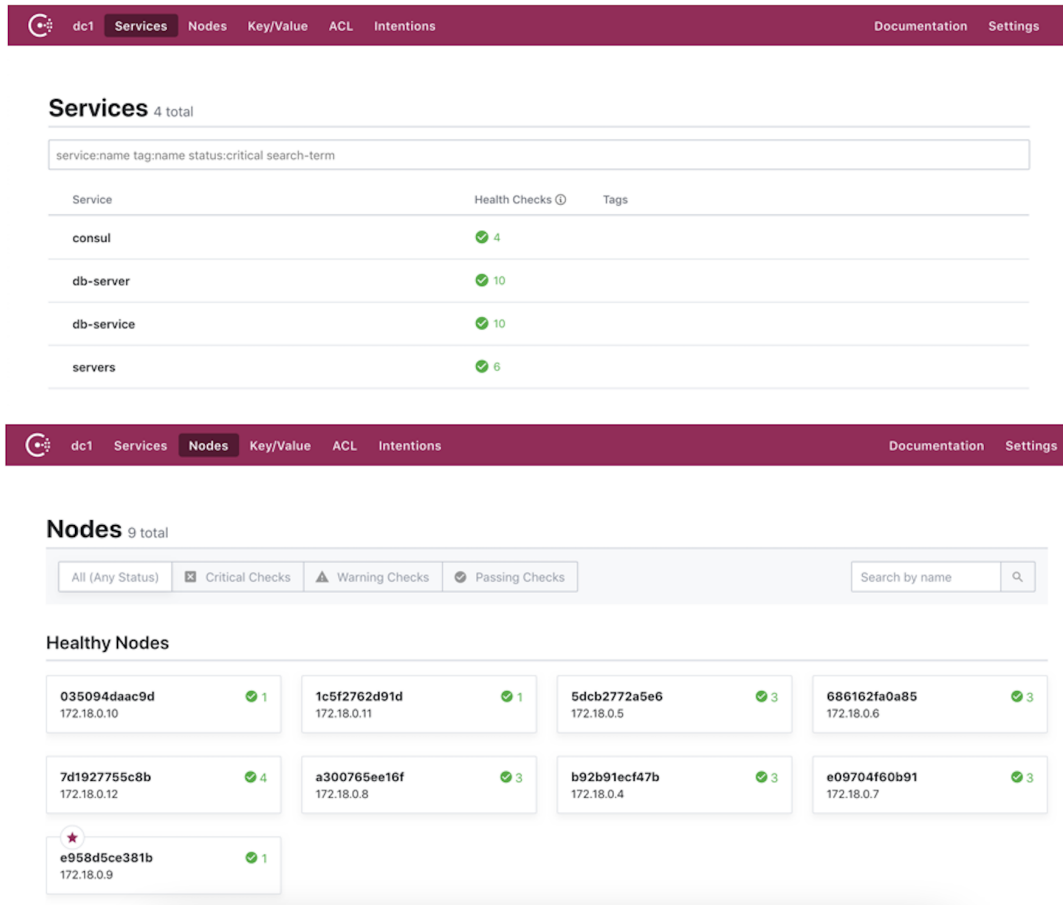 dc1 Services Nodes Key/Value ACL Intentions Documentation Settings
Services 4 total
service:name tag:name status:critical search-term
Service Health Checks Tags
consul 4
db-server 10
db-service 10
servers 6
dc1 Services Nodes Key/Value ACL Intentions Documentation Settings
Nodes 9 total
All (Any Status) Critical Checks Warning Checks Passing Checks Search by name
Healthy Nodes
035094daac9d 1 1c5f2762d91d 1 5dcb2772a5e6 3 686162fa0a85 3
172.18.0.10 172.18.0.11 172.18.0.5 172.18.0.6
7d1927755c8b 4 a300765ee16f 3 b92b91ecf47b 3 e09704f60b91 3
172.18.0.12 172.18.0.8 172.18.0.4 172.18.0.7
e958d5ce381b 1
172.18.0.9